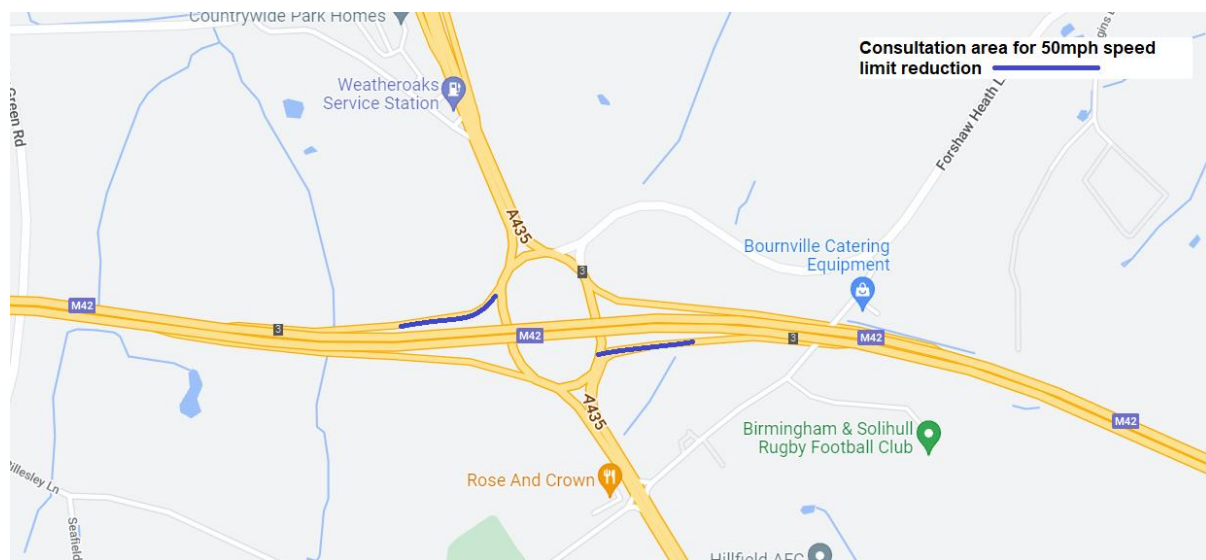 Countrywide Park Homes
Consultation area for 50mph speed
limit reduction
Weatheroaks
Service Station
Green Rd
Forshaw Heath L
A435
Bournville Catering
Equipment
3
M42
3
M42
M42
3
M42
A435
Birmingham & Solihull
Rugby Football Club
Rose And Crown
Seafield
Hillfield AFC